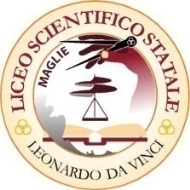 LICEO SCIENTIFICO STATALE
MAGLIE
LEONARDO DA VINCI